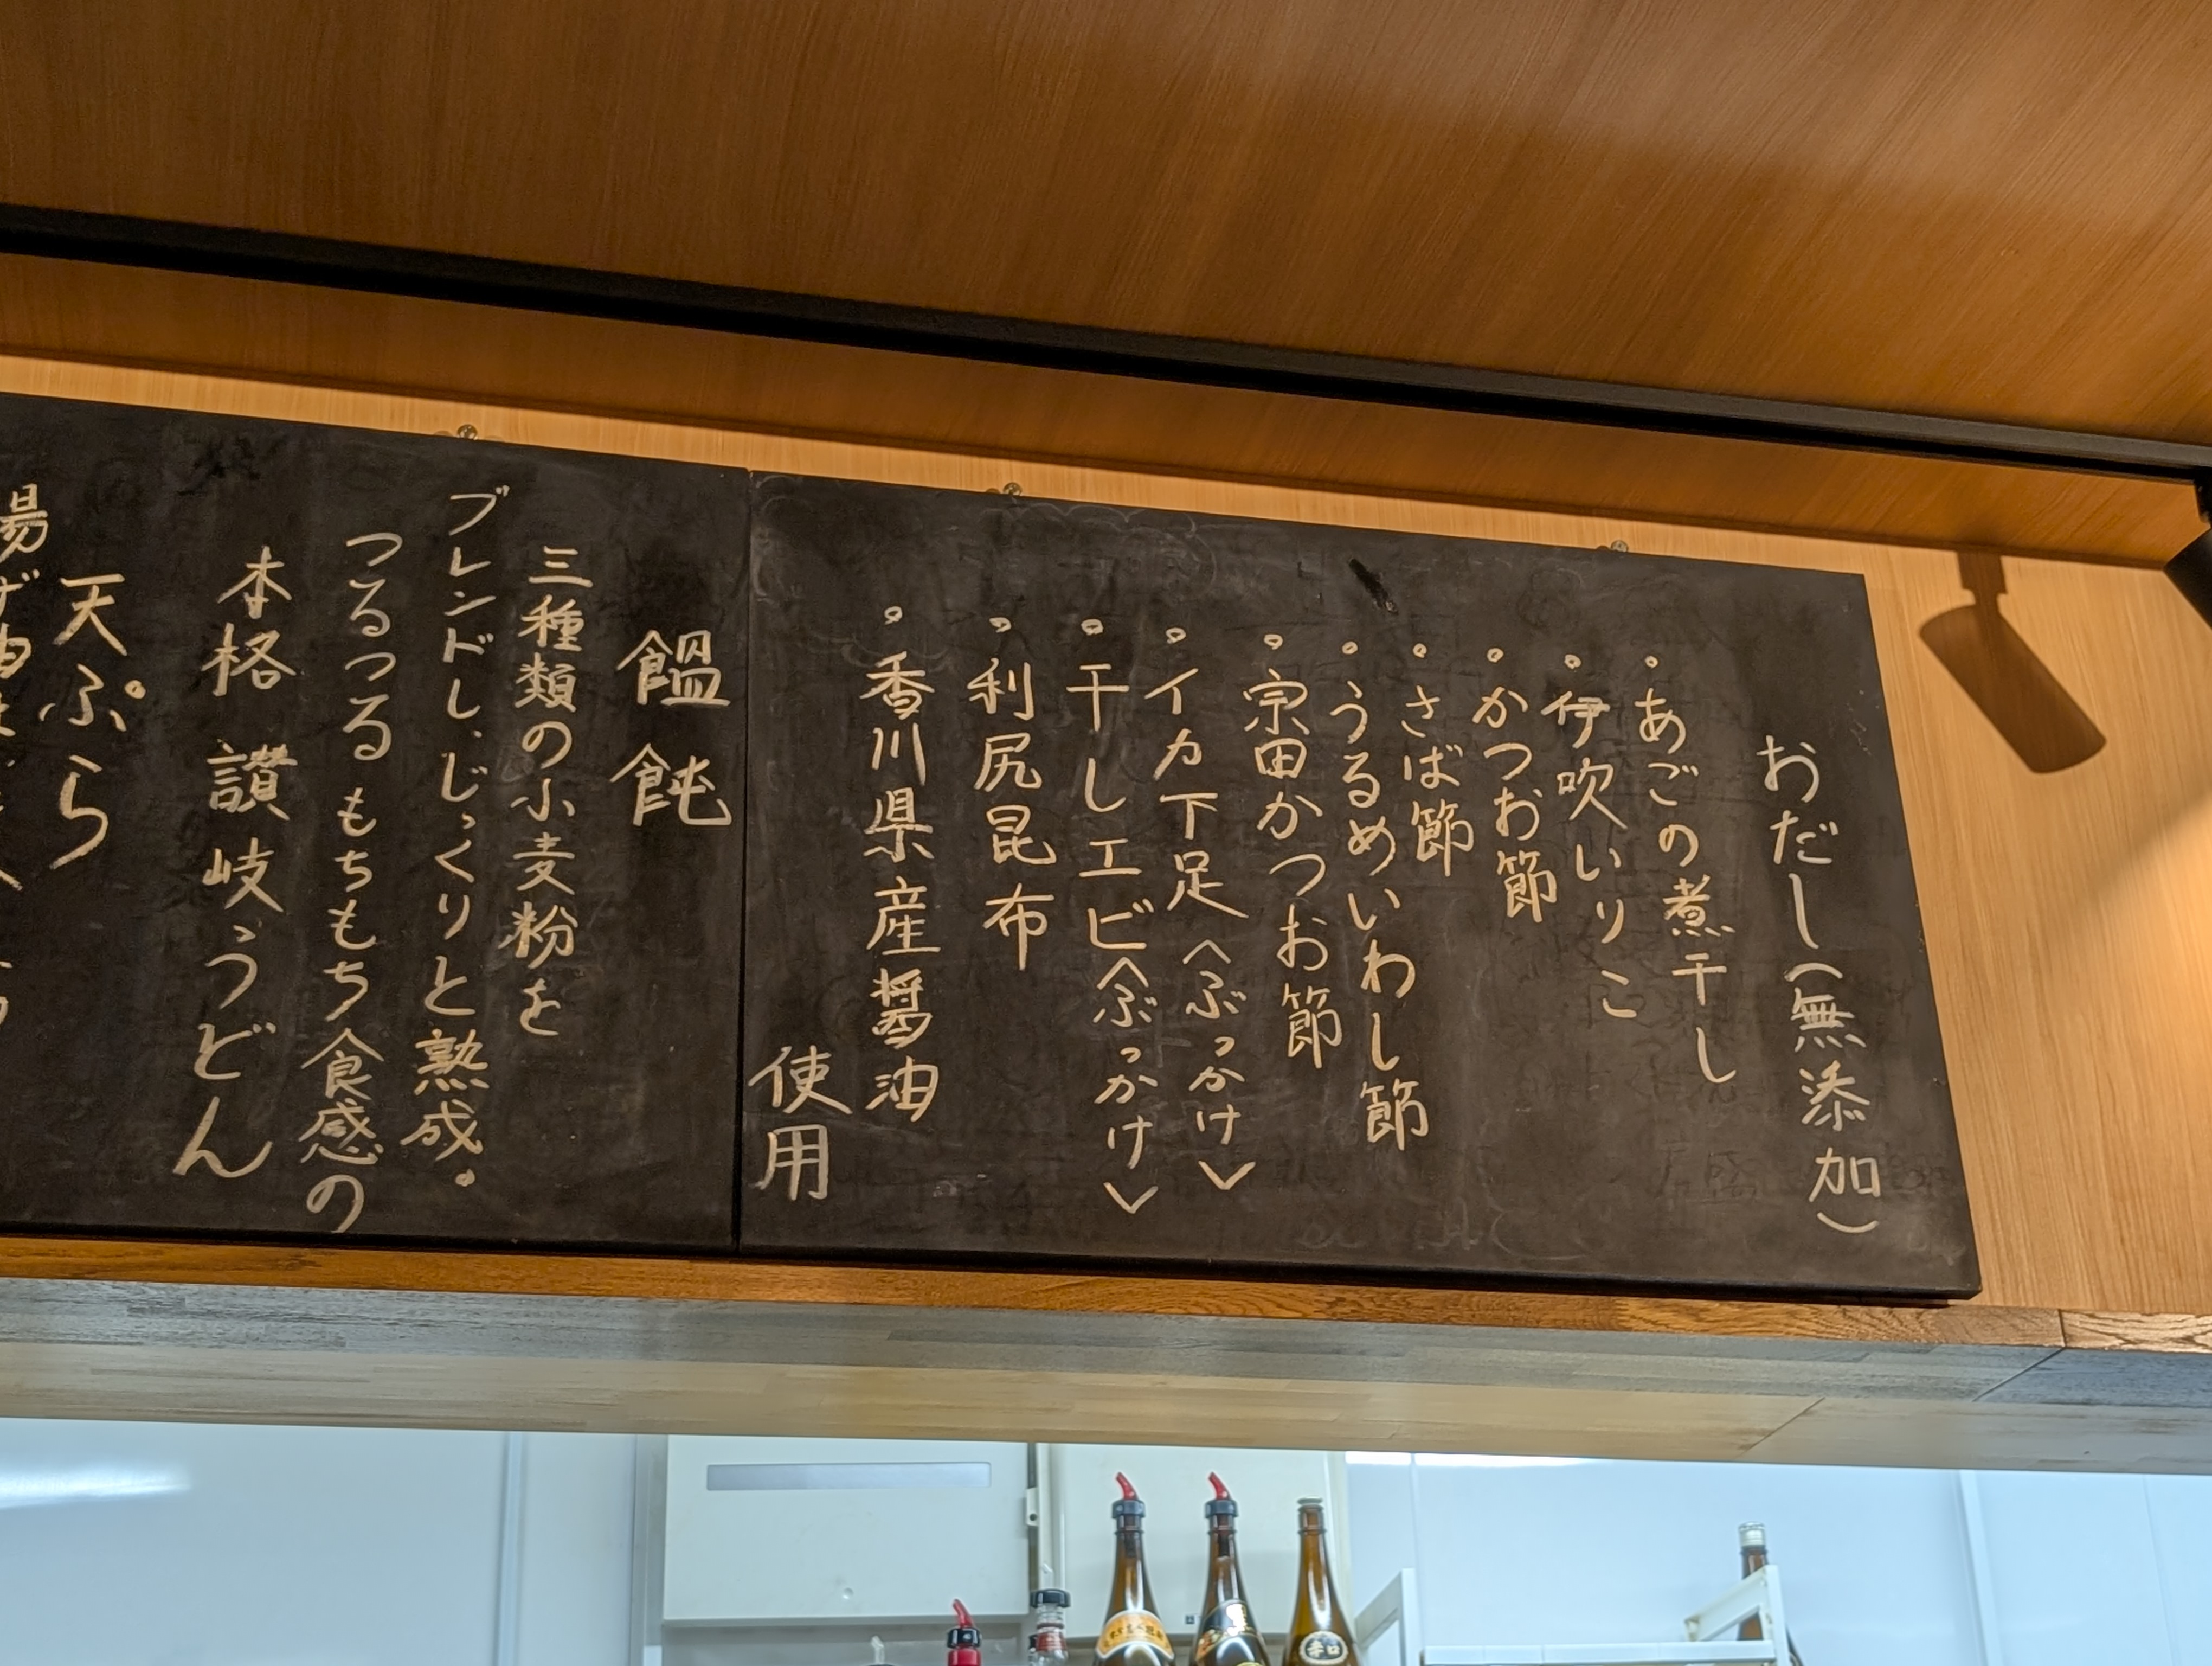 おだし(無添加)
・あごの煮干し
・伊吹いりこ
・かつお節
・さば節
・うるめいわし節
・宗田かつお節
・イカ下足〈ぶっかけ〉
・干しエビ〈ぶっかけ〉
・利尻昆布
・香川県産醤油
使用
饂飩
三種類の小麦粉を
ブレンドし、じっくりと熟成。
つるつるもちもち食感の
本格 讃岐うどん
天ぷら
辛口